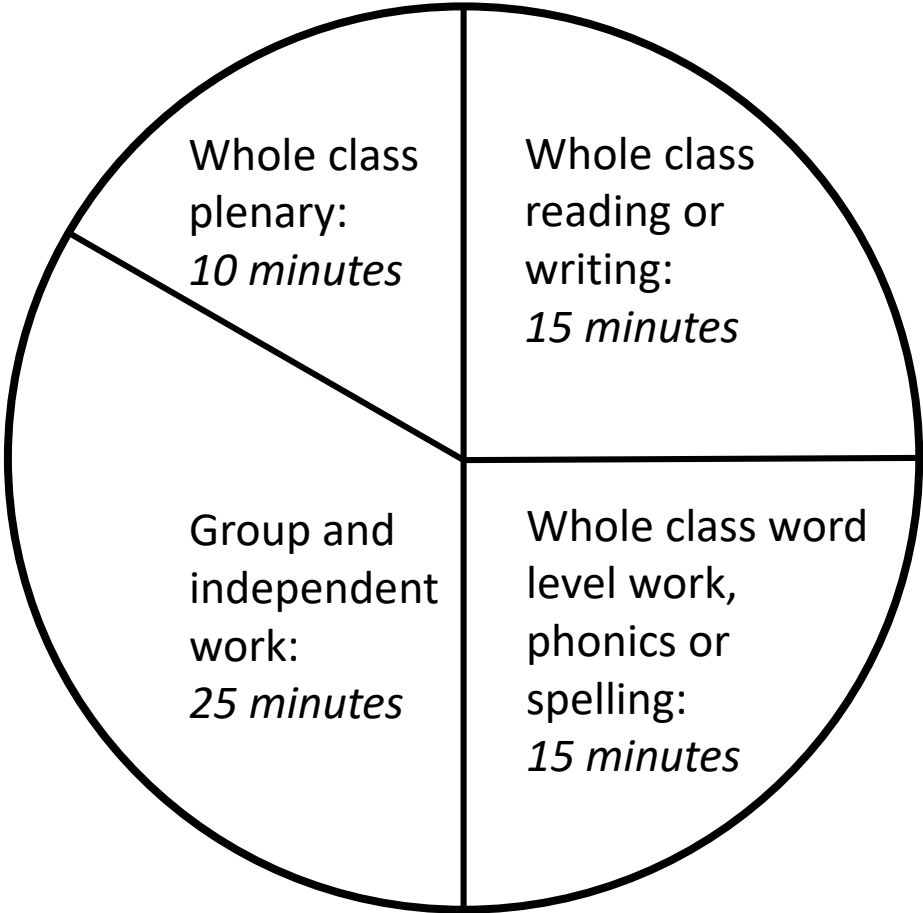 Whole class
plenary:
10 minutes
Whole class
reading or
writing:
15 minutes
Group and
independent
work:
25 minutes
Whole class word
level work,
phonics or
spelling:
15 minutes